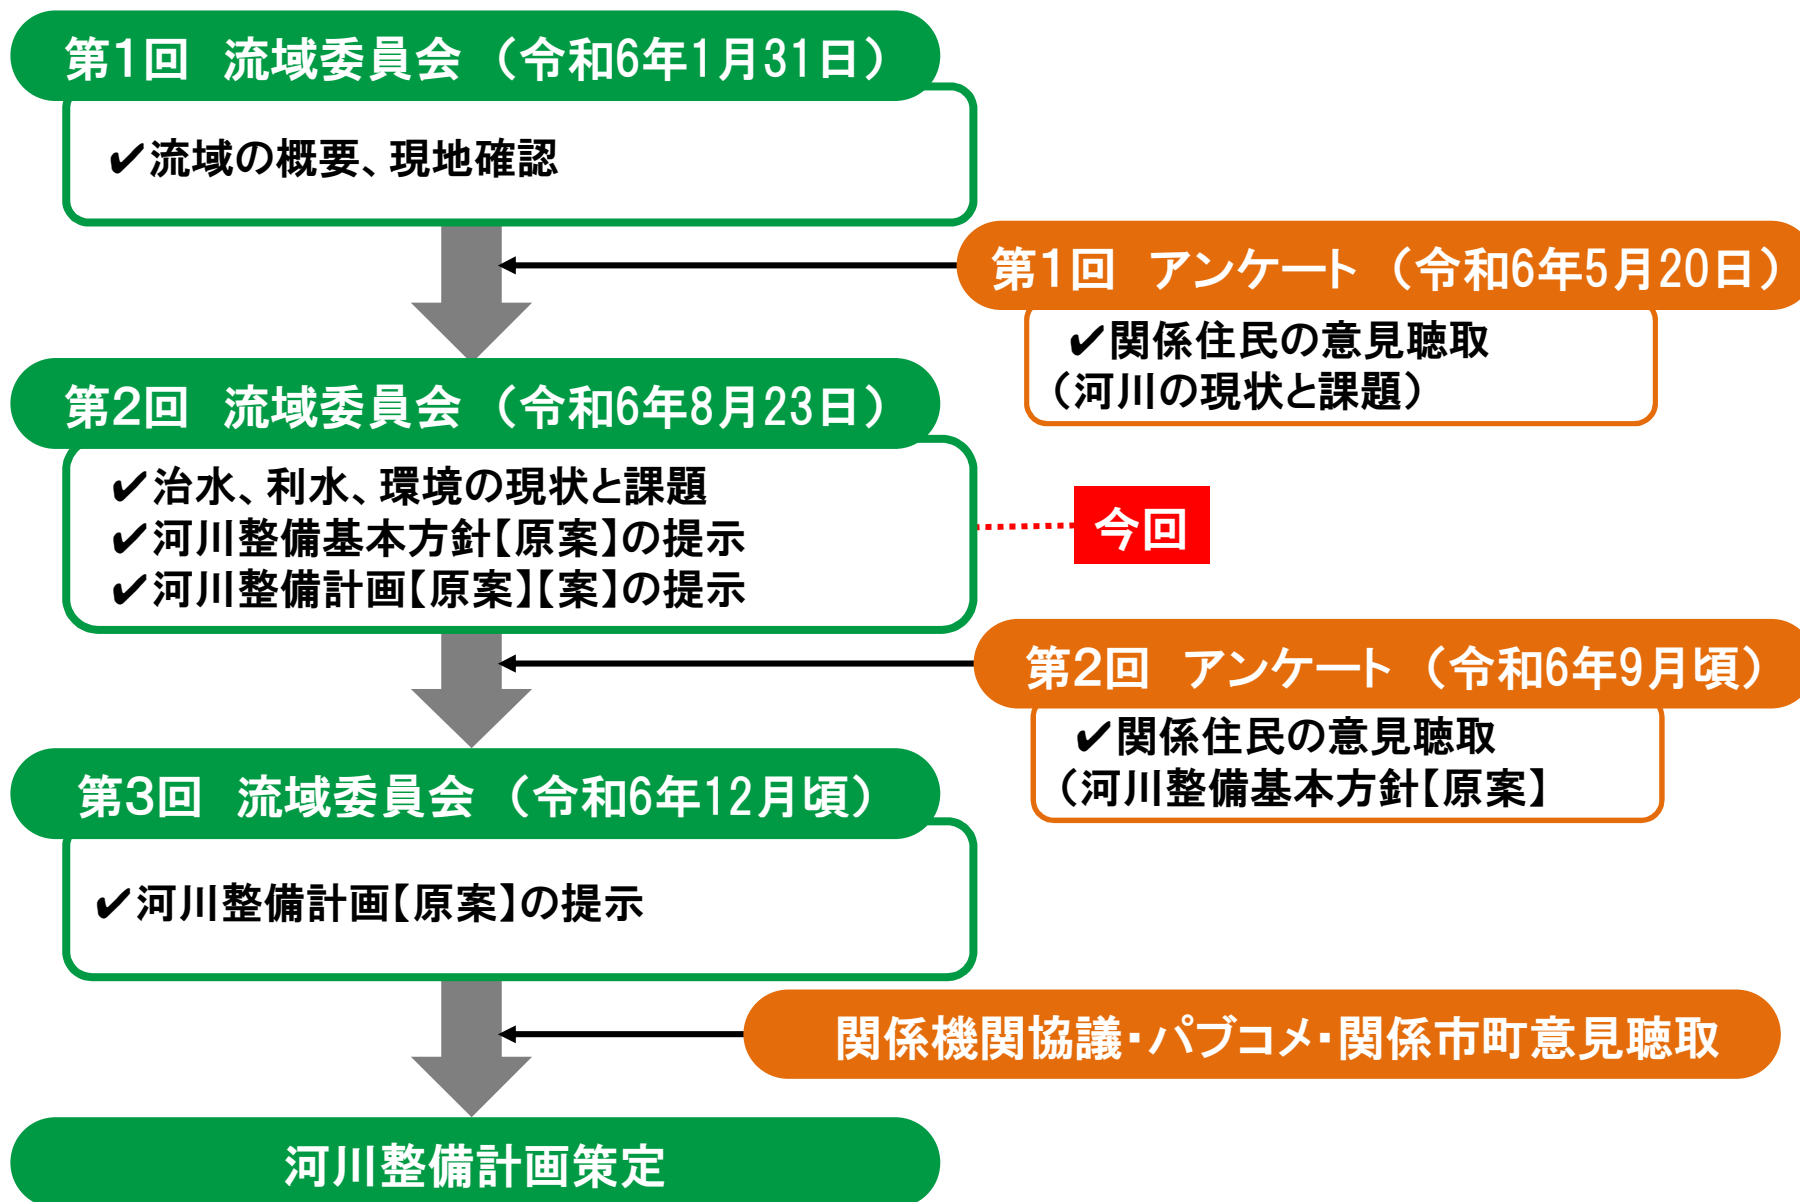 第1回　流域委員会（令和6年1月31日）
✔流域の概要、現地確認
第1回　アンケート（令和6年5月20日）
✔関係住民の意見聴取
（河川の現状と課題）
第2回　流域委員会（令和6年8月23日）
✔治水、利水、環境の現状と課題
✔河川整備基本方針【原案】の提示
✔河川整備計画【原案】【案】の提示
今回
第2回　アンケート（令和6年9月頃）
✔関係住民の意見聴取
（河川整備基本方針【原案】
第3回　流域委員会（令和6年12月頃）
✔河川整備計画【原案】の提示
関係機関協議・パブコメ・関係市町意見聴取
河川整備計画策定